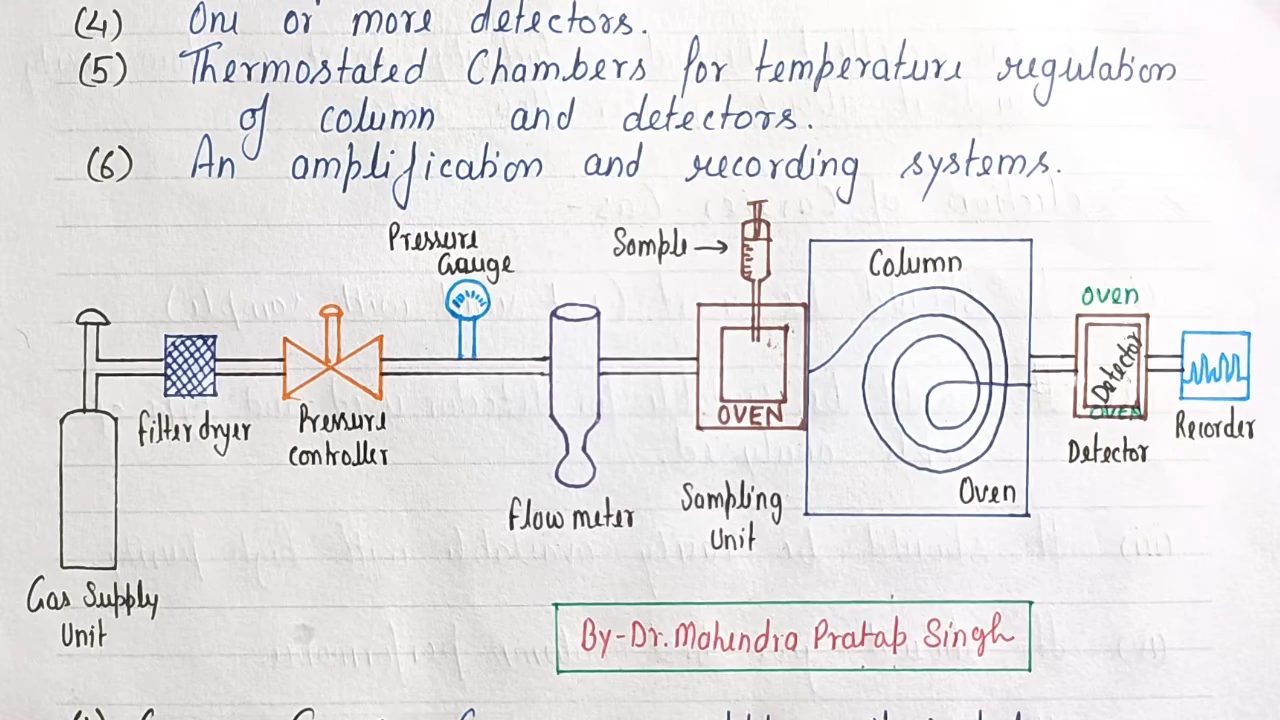 (4) One or more detectors.
(5) Thermostated Chambers for temperature regulation
of column and detectors.
(6) An amplification and recording systems.
Pressure
Gauge
Sample →
Column
oven
Detector
OVEN
OVEN
filter dryer
Pressure
controller
Recorder
Detector
Oven
flow meter
Sampling
Unit
Gas Supply
Unit
By-Dr. Mahendra Pratap Singh